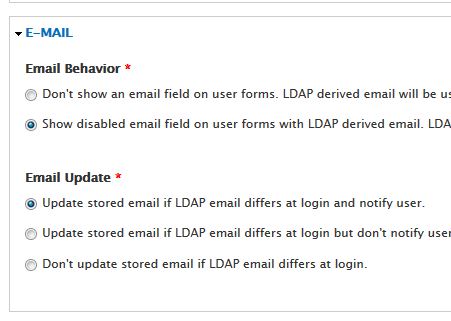 E-MAIL
Email Behavior *
Don't show an email field on user forms. LDAP derived email will be
Show disabled email field on user forms with LDAP derived email. LDA
Email Update *
Update stored email if LDAP email differs at login and notify user.
Update stored email if LDAP email differs at login but don't notify user
Don't update stored email if LDAP email differs at login.